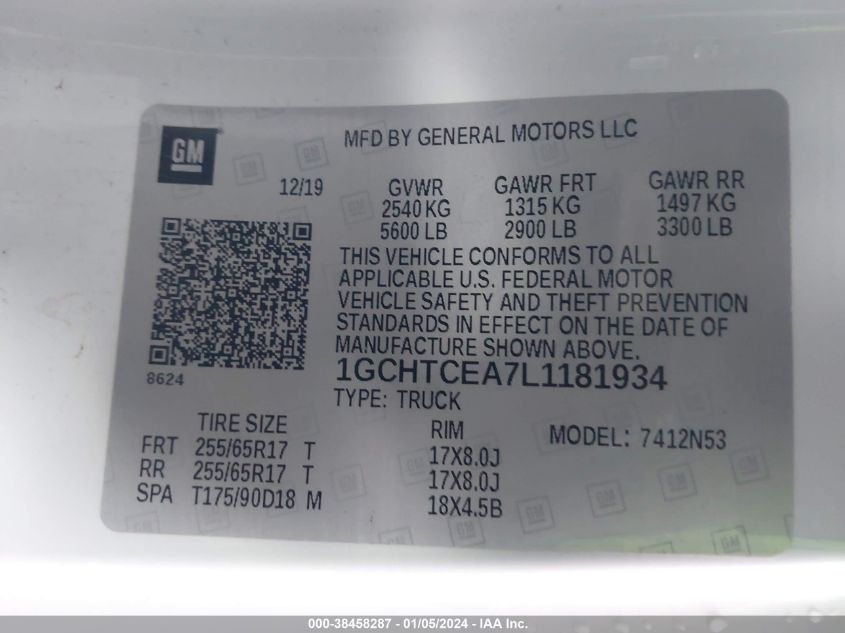 GM
MFD BY GENERAL MOTORS LLC
12/19
GVWR GAWR FRT GAWR RR
2540 KG 1315 KG 1497 KG
5600 LB 2900 LB 3300 LB
THIS VEHICLE CONFORMS TO ALL
APPLICABLE U.S. FEDERAL MOTOR
VEHICLE SAFETY AND THEFT PREVENTION
STANDARDS IN EFFECT ON THE DATE OF
MANUFACTURE SHOWN ABOVE.
8624
1GCHTCEA7L1181934
TYPE: TRUCK
TIRE SIZE RIM MODEL: 7412N53
FRT 255/65R17 T 17X8.0J
RR 255/65R17 T 17X8.0J
SPA T175/90D18 M 18X4.5B
000-38458287 - 01/05/2024 - IAA Inc.